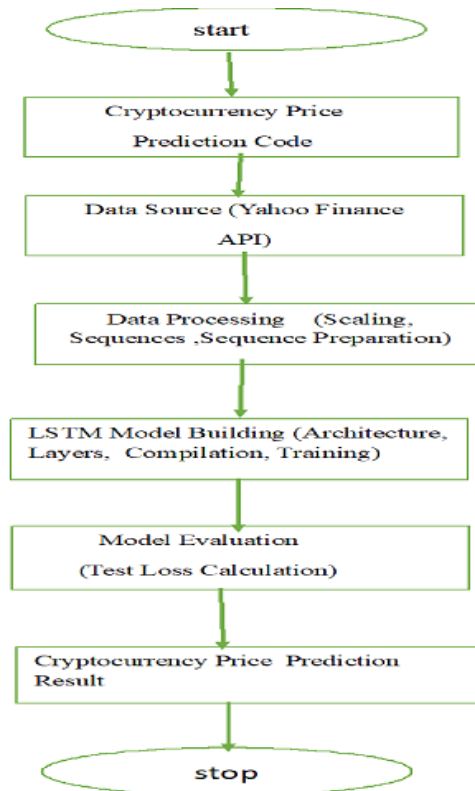 start
Cryptocurrency Price
Prediction Code
Data Source (Yahoo Finance
API)
Data Processing (Scaling,
Sequences ,Sequence Preparation)
LSTM Model Building (Architecture,
Layers, Compilation, Training)
Model Evaluation
(Test Loss Calculation)
Cryptocurrency Price Prediction
Result
stop